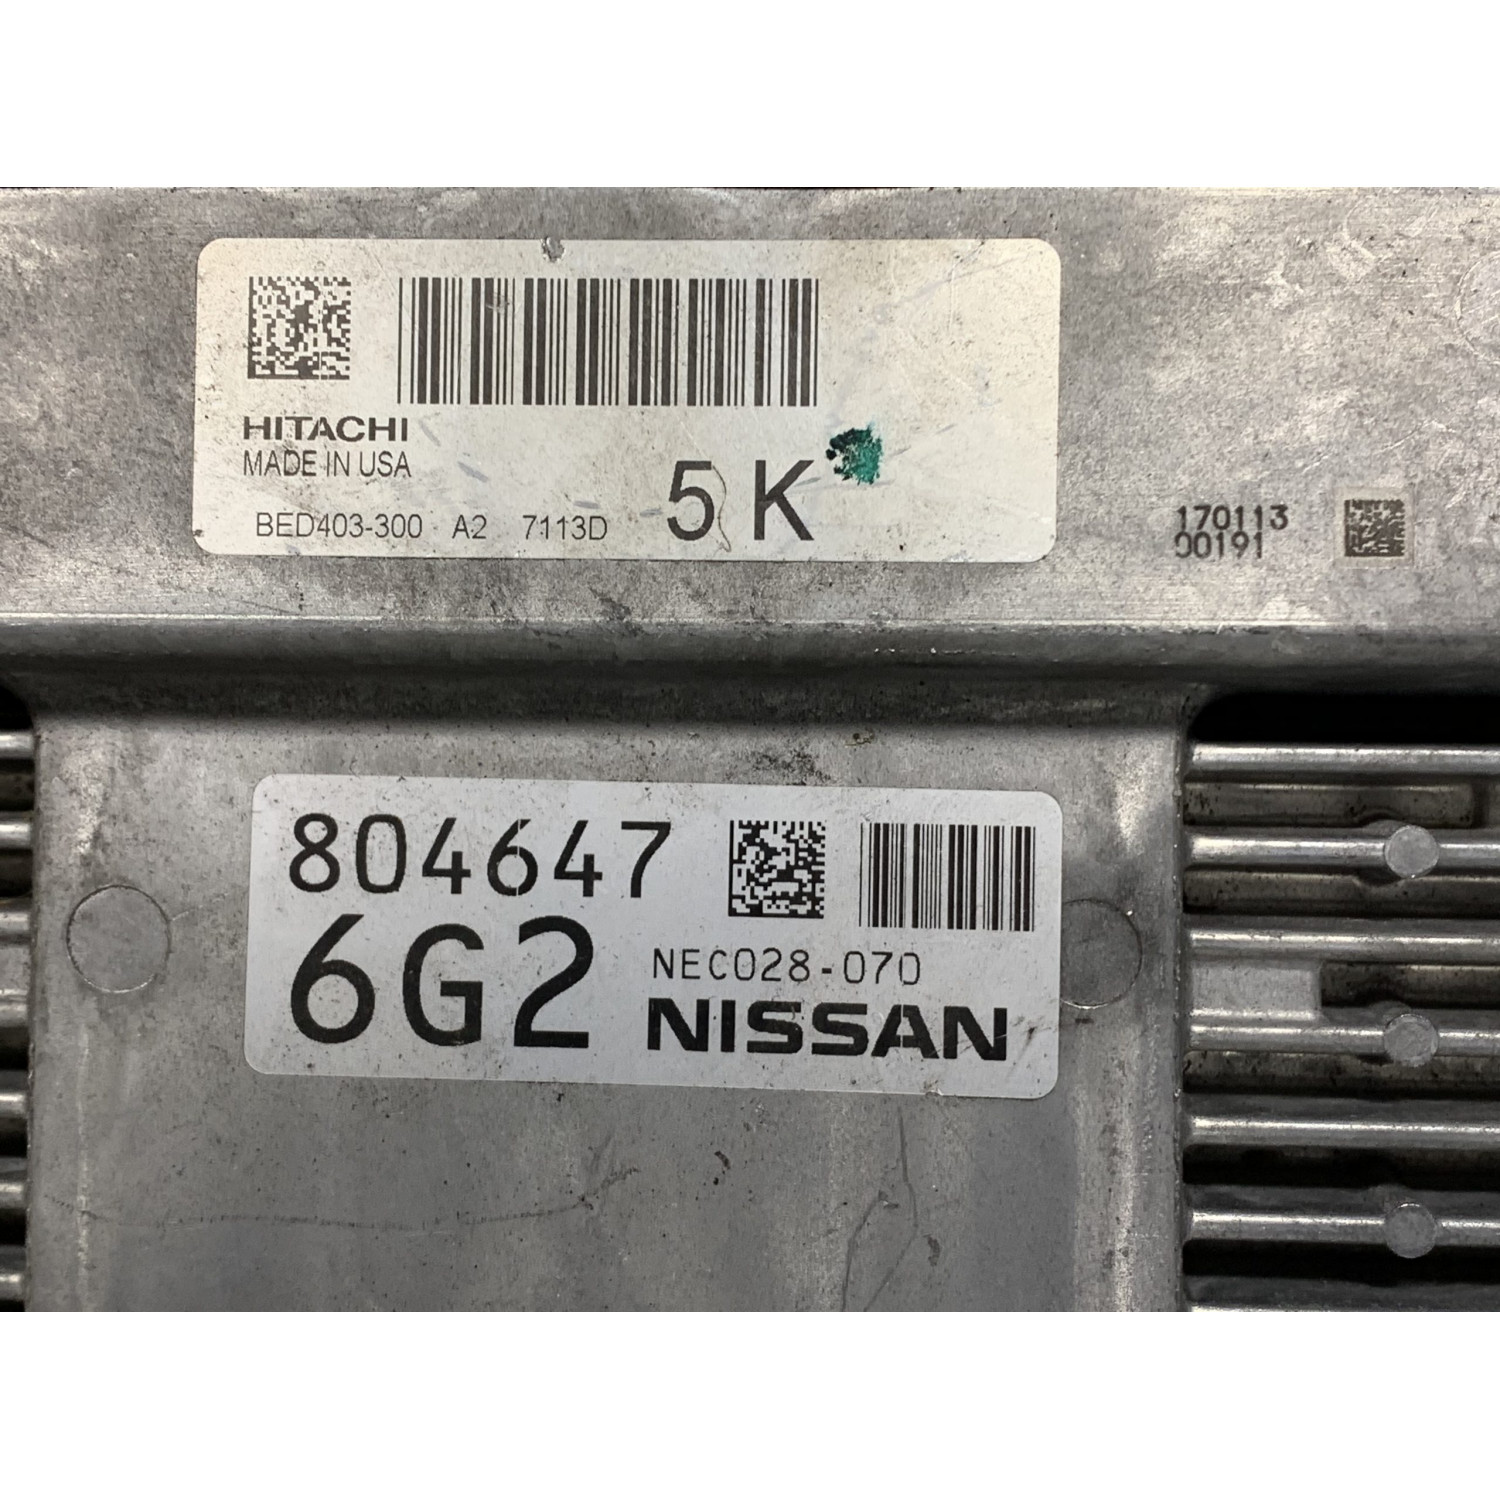 HITACHI
MADE IN USA
BED403-300 A2 7113D 5 K
170113
00191
804647
6G2
NEC028-070
NISSAN